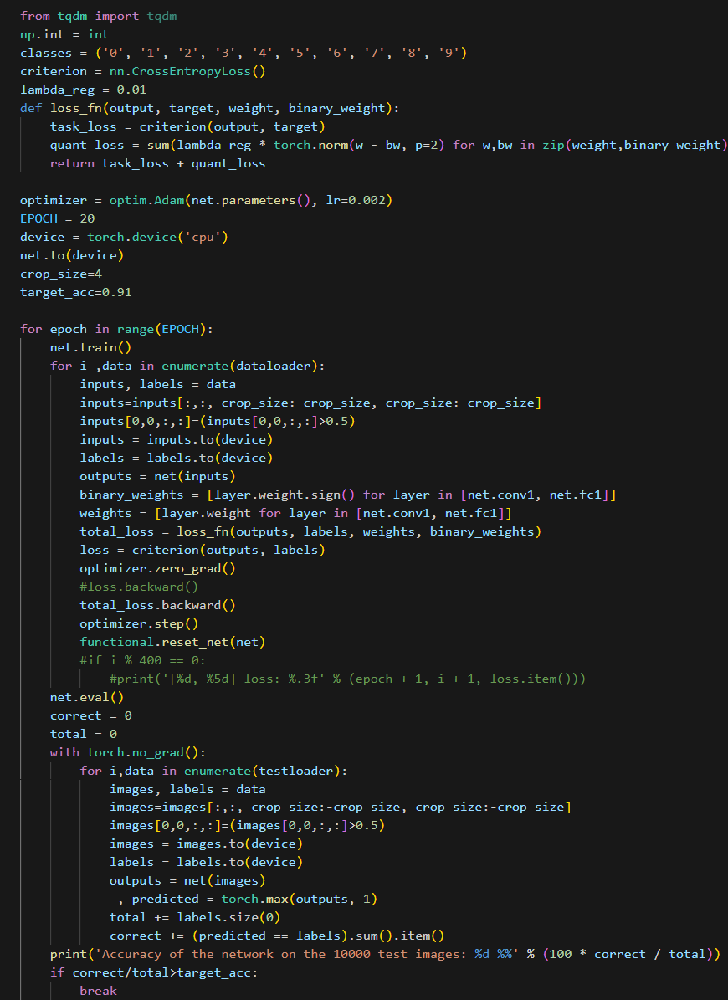 from tqdm import tqdm
np.int = int
classes = ('0', '1', '2', '3', '4', '5', '6', '7', '8', '9')
criterion = nn.CrossEntropyLoss()
lambda_reg = 0.01
def loss_fn(output, target, weight, binary_weight):
    task_loss = criterion(output, target)
    quant_loss = sum(lambda_reg * torch.norm(w - bw, p=2) for w,bw in zip(weight,binary_weight)
    return task_loss + quant_loss

optimizer = optim.Adam(net.parameters(), lr=0.002)
EPOCH = 20
device = torch.device('cpu')
net.to(device)
crop_size=4
target_acc=0.91

for epoch in range(EPOCH):
    net.train()
    for i ,data in enumerate(dataloader):
        inputs, labels = data
        inputs=inputs[:,:, crop_size:-crop_size, crop_size:-crop_size]
        inputs[0,0,:,:]=(inputs[0,0,:,:]>0.5)
        inputs = inputs.to(device)
        labels = labels.to(device)
        outputs = net(inputs)
        binary_weights = [layer.weight.sign() for layer in [net.conv1, net.fc1]]
        weights = [layer.weight for layer in [net.conv1, net.fc1]]
        total_loss = loss_fn(outputs, labels, weights, binary_weights)
        loss = criterion(outputs, labels)
        optimizer.zero_grad()
        #loss.backward()
        total_loss.backward()
        optimizer.step()
        functional.reset_net(net)
        #if i % 400 == 0:
            #print('[%d, %5d] loss: %.3f' % (epoch + 1, i + 1, loss.item()))
    net.eval()
    correct = 0
    total = 0
    with torch.no_grad():
        for i,data in enumerate(testloader):
            images, labels = data
            images=images[:,:, crop_size:-crop_size, crop_size:-crop_size]
            images[0,0,:,:]=(images[0,0,:,:]>0.5)
            images = images.to(device)
            labels = labels.to(device)
            outputs = net(images)
            _, predicted = torch.max(outputs, 1)
            total += labels.size(0)
            correct += (predicted == labels).sum().item()
    print('Accuracy of the network on the 10000 test images: %d %%' % (100 * correct / total))
    if correct/total>target_acc:
        break